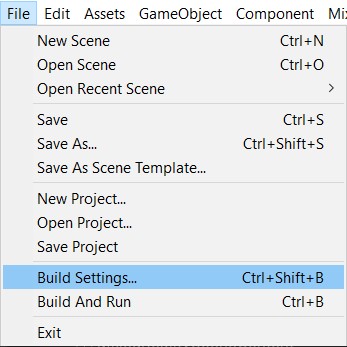 File Edit Assets GameObject Component Mix
New Scene Ctrl+N
Open Scene Ctrl+O
Open Recent Scene
Save Ctrl+S
Save As... Ctrl+Shift+S
Save As Scene Template...
New Project...
Open Project...
Save Project
Build Settings... Ctrl+Shift+B
Build And Run Ctrl+B
Exit